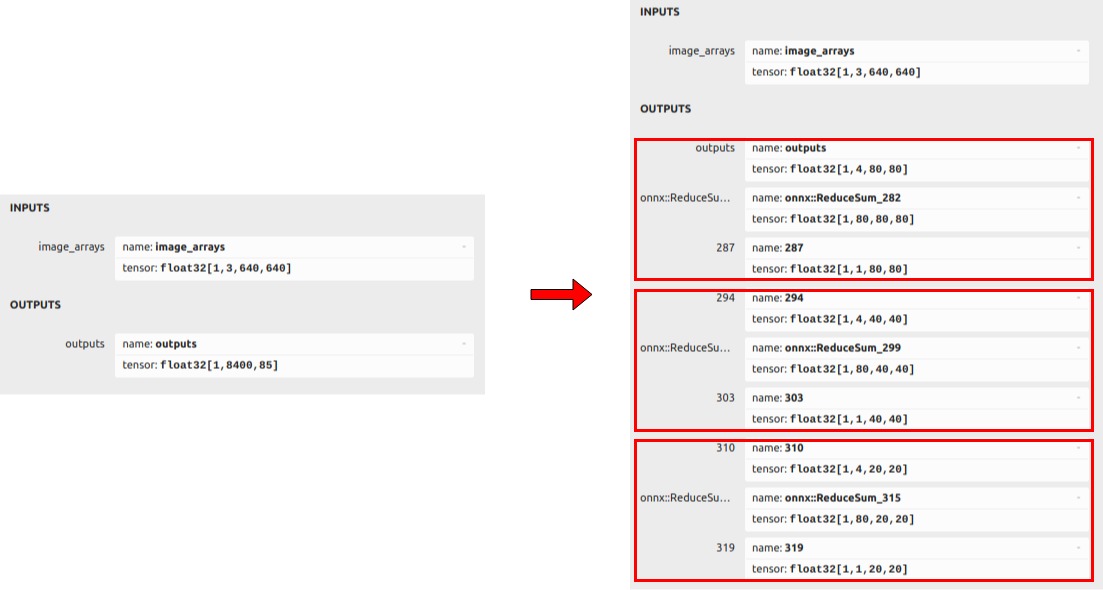 INPUTS
image_arrays
name: image_arrays
tensor: float32[1,3,640,640]
OUTPUTS
outputs
name: outputs
tensor: float32[1,8400,85]
INPUTS
image_arrays
name: image_arrays
tensor: float32[1,3,640,640]
OUTPUTS
outputs
name: outputs
tensor: float32[1,4,80,80]
onnx::ReduceSu...
name: onnx::ReduceSum_282
tensor: float32[1,80,80,80]
287
name: 287
tensor: float32[1,1,80,80]
294
name: 294
tensor: float32[1,4,40,40]
onnx::ReduceSu...
name: onnx::ReduceSum_299
tensor: float32[1,80,40,40]
303
name: 303
tensor: float32[1,1,40,40]
310
name: 310
tensor: float32[1,4,20,20]
onnx::ReduceSu...
name: onnx::ReduceSum_315
tensor: float32[1,80,20,20]
319
name: 319
tensor: float32[1,1,20,20]